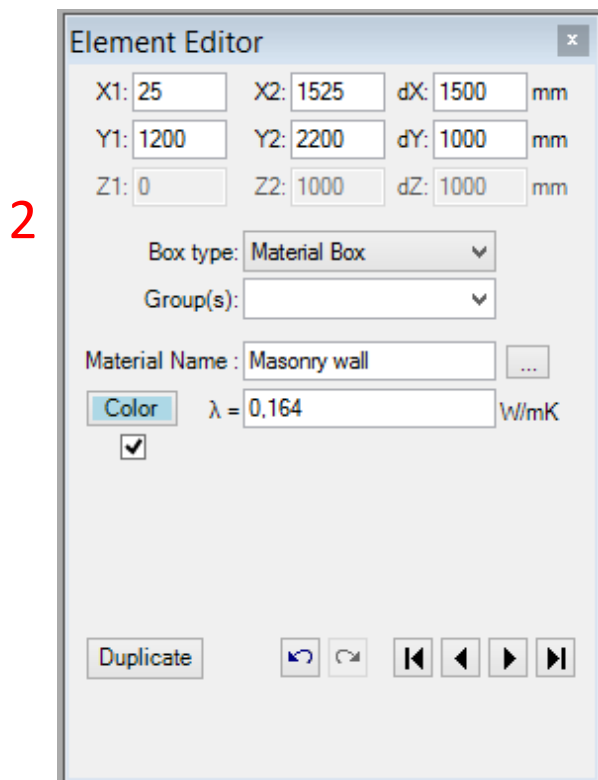 Element Editor x
X1: 25 X2: 1525 dX: 1500 mm
Y1: 1200 Y2: 2200 dY: 1000 mm
Z1: 0 Z2: 1000 dZ: 1000 mm
2
Box type: Material Box
Group(s):
Material Name : Masonry wall ...
Color λ = 0,164 W/mK
Duplicate